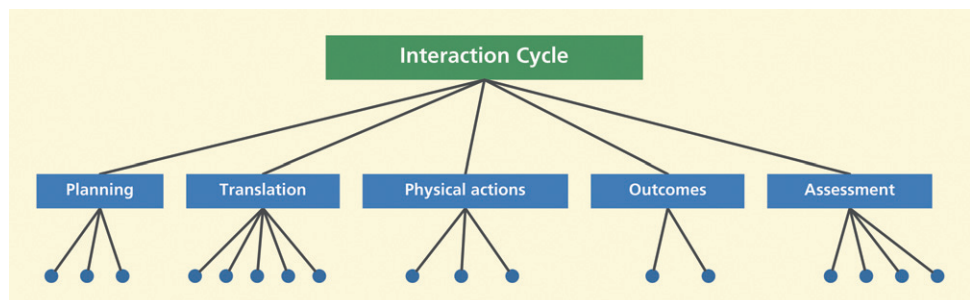 Interaction Cycle
Planning
Translation
Physical actions
Outcomes
Assessment